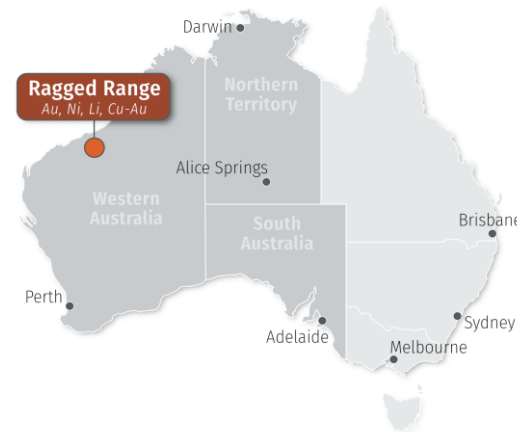 Darwin
Ragged Range
Au, Ni, Li, Cu-Au
Northern
Territory
Alice Springs
Western
Australia
South
Australia
Brisbane
Perth
Adelaide
Sydney
Melbourne